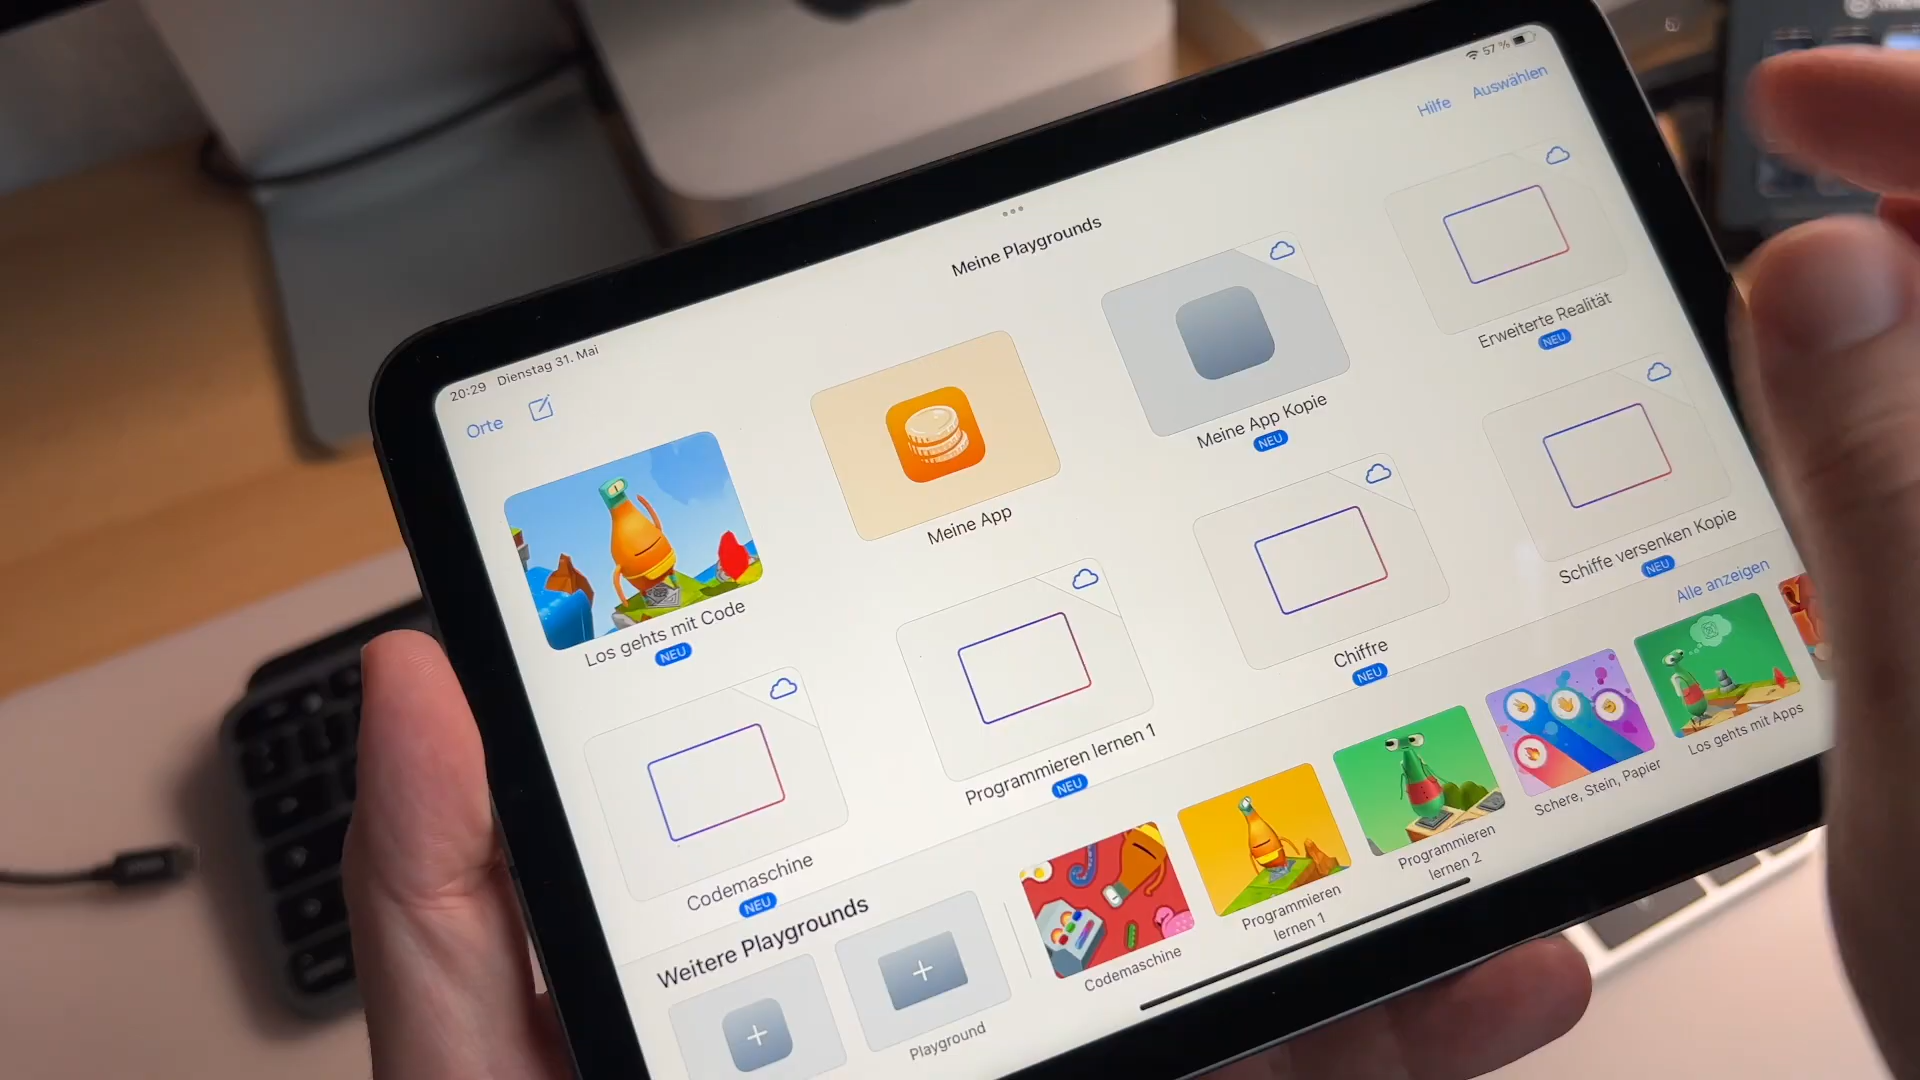 20:29 Dienstag 31. Mai
57 %
Orte
Hilfe
Auswählen
Meine Playgrounds
Los gehts mit Code
NEU
Meine App
Meine App Kopie
NEU
Erweiterte Realität
NEU
Codemaschine
NEU
Programmieren lernen 1
NEU
Chiffre
NEU
Schiffe versenken Kopie
NEU
Weitere Playgrounds
Alle anzeigen
Playground
Codemaschine
Programmieren
lernen 1
Programmieren
lernen 2
Schere, Stein, Papier
Los gehts mit Apps